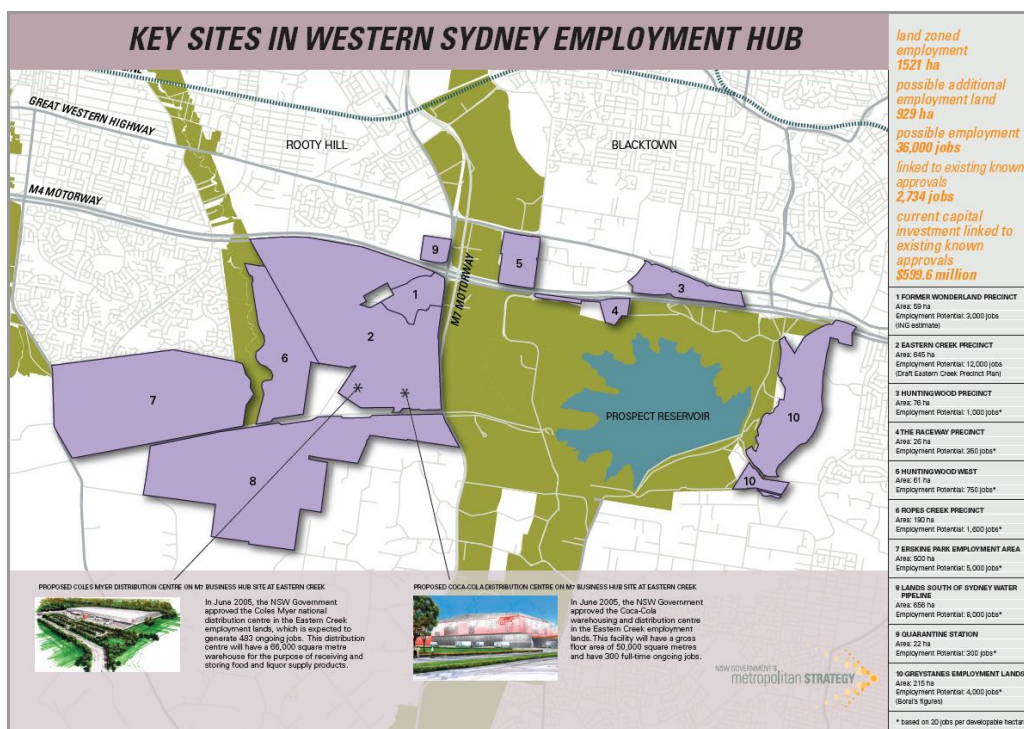 KEY SITES IN WESTERN SYDNEY EMPLOYMENT HUB
GREAT WESTERN HIGHWAY
ROOTY HILL
BLACKTOWN
M4 MOTORWAY
M7 MOTORWAY
9
5
3
1
4
2
6
7
PROSPECT RESERVOIR
10
10
8
PROPOSED COLES MYER DISTRIBUTION CENTRE ON M7 BUSINESS HUB SITE AT EASTERN CREEK
In June 2005, the NSW Government
approved the Coles Myer national
distribution centre in the Eastern Creek
employment lands, which is expected to
generate 483 ongoing jobs. This distribution
centre will have a 66,000 square metre
warehouse for the purpose of receiving and
storing food and liquor supply products.
PROPOSED COCA-COLA DISTRIBUTION CENTRE ON M7 BUSINESS HUB SITE AT EASTERN CREEK
In June 2005, the NSW Government
approved the Coca-Cola
warehousing and distribution centre
in the Eastern Creek employment
lands. This facility will have a gross
floor area of 50,000 square metres
and have 300 full-time ongoing jobs.
NSW GOVERNMENT'S
metropolitan STRATEGY
land zoned
employment
1521 ha
possible additional
employment land
929 ha
possible employment
36,000 jobs
linked to existing known
approvals
2,734 jobs
current capital
investment linked to
existing known
approvals
$599.6 million
1 FORMER WONDERLAND PRECINCT
Area: 59 ha
Employment Potential: 3,000 jobs
(ING estimate)
2 EASTERN CREEK PRECINCT
Area: 645 ha
Employment Potential: 12,000 jobs
(Draft Eastern Creek Precinct Plan)
3 HUNTINGWOOD PRECINCT
Area: 76 ha
Employment Potential: 1,000 jobs*
4 THE RACEWAY PRECINCT
Area: 26 ha
Employment Potential: 350 jobs*
5 HUNTINGWOOD WEST
Area: 61 ha
Employment Potential: 750 jobs*
6 ROPES CREEK PRECINCT
Area: 190 ha
Employment Potential: 1,600 jobs*
7 ERSKINE PARK EMPLOYMENT AREA
Area: 500 ha
Employment Potential: 5,000 jobs*
8 LANDS SOUTH OF SYDNEY WATER
PIPELINE
Area: 656 ha
Employment Potential: 8,000 jobs*
9 QUARANTINE STATION
Area: 22 ha
Employment Potential: 300 jobs*
10 GREYSTANES EMPLOYMENT LANDS
Area: 215 ha
Employment Potential: 4,000 jobs*
(Boral's figures)
* based on 20 jobs per developable hectare